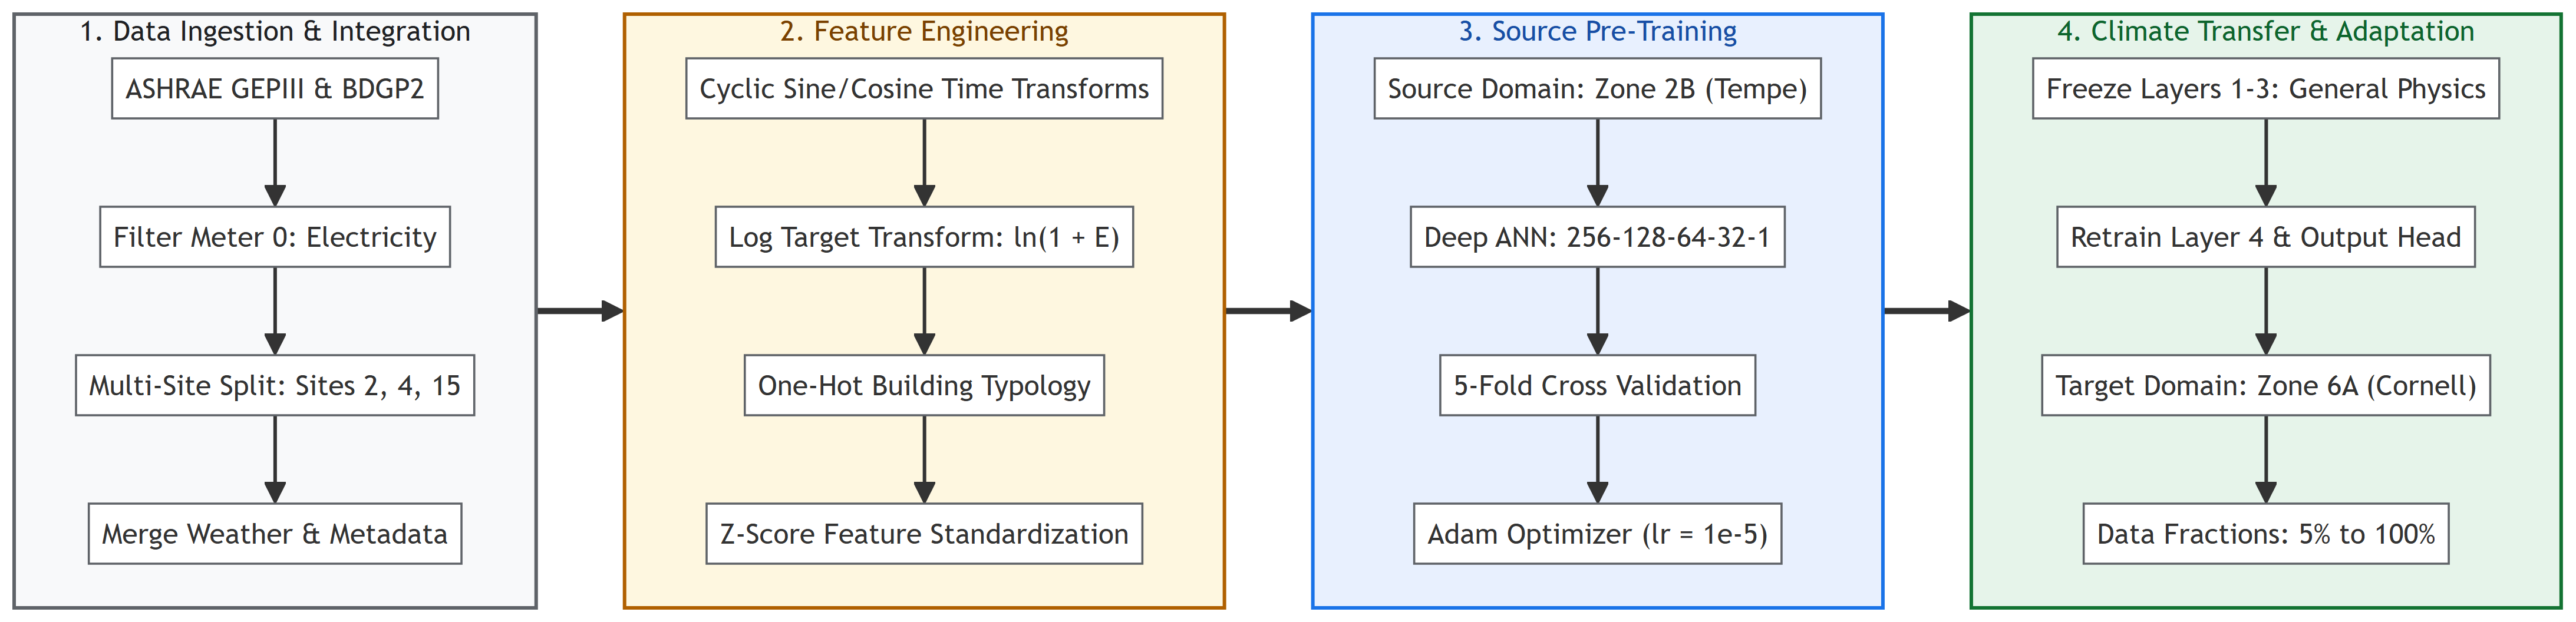 1. Data Ingestion & Integration
ASHRAE GEPIII & BDGP2
Filter Meter 0: Electricity
Multi-Site Split: Sites 2, 4, 15
Merge Weather & Metadata
2. Feature Engineering
Cyclic Sine/Cosine Time Transforms
Log Target Transform: ln(1 + E)
One-Hot Building Typology
Z-Score Feature Standardization
3. Source Pre-Training
Source Domain: Zone 2B (Tempe)
Deep ANN: 256-128-64-32-1
5-Fold Cross Validation
Adam Optimizer (lr = 1e-5)
4. Climate Transfer & Adaptation
Freeze Layers 1-3: General Physics
Retrain Layer 4 & Output Head
Target Domain: Zone 6A (Cornell)
Data Fractions: 5% to 100%